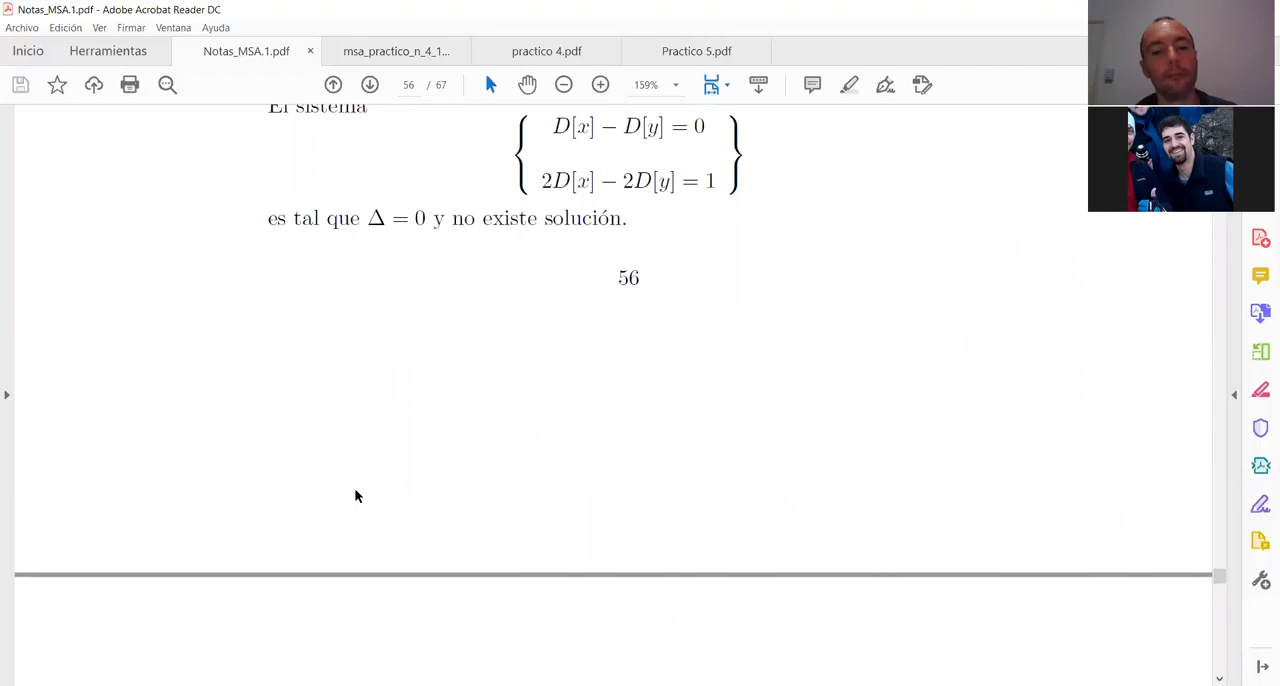 Notas_MSA.1.pdf - Adobe Acrobat Reader DC
Archivo Edición Ver Firmar Ventana Ayuda
Inicio Herramientas Notas_MSA.1.pdf × msa_practico_n_4_1... practico 4.pdf Practico 5.pdf
56 / 67 159%
El sistema
D[x] − D[y] = 0
2D[x] − 2D[y] = 1
es tal que Δ = 0 y no existe solución.
56